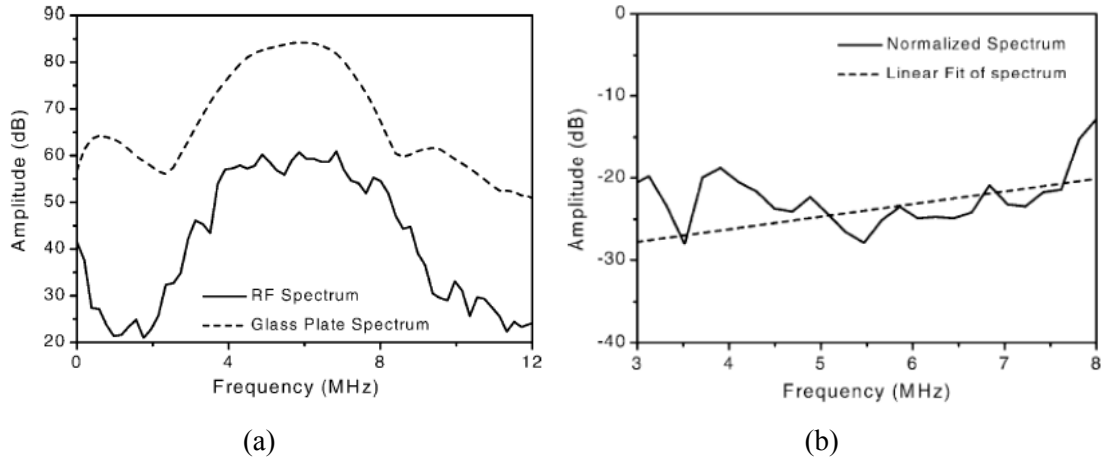 90
80
70
60
50
40
30
20
Amplitude (dB)
RF Spectrum
Glass Plate Spectrum
0 4 8 12
Frequency (MHz)
(a)
0
-10
-20
-30
-40
Amplitude (dB)
Normalized Spectrum
Linear Fit of spectrum
3 4 5 6 7 8
Frequency (MHz)
(b)